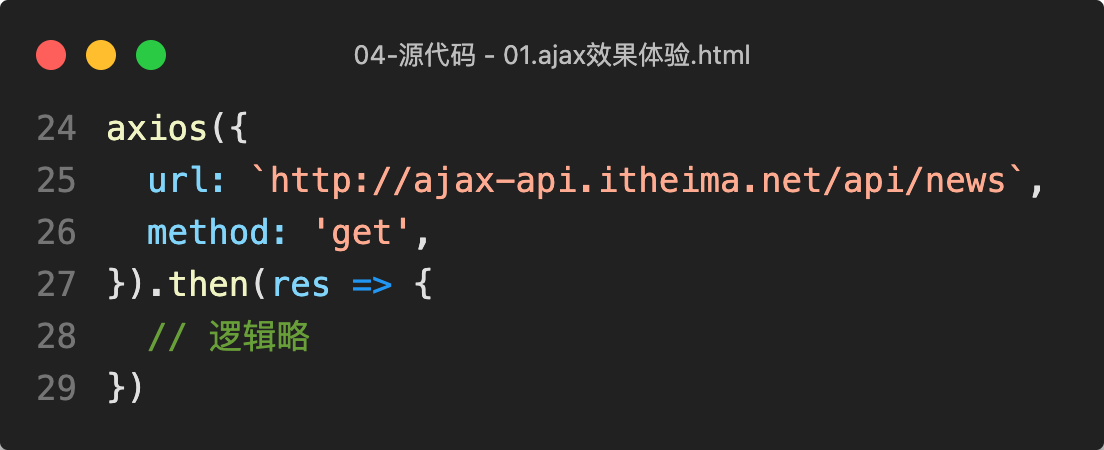 04-源代码 - 01.ajax效果体验.html
24 axios({
25   url: `http://ajax-api.itheima.net/api/news`,
26   method: 'get',
27 }).then(res => {
28   // 逻辑略
29 })